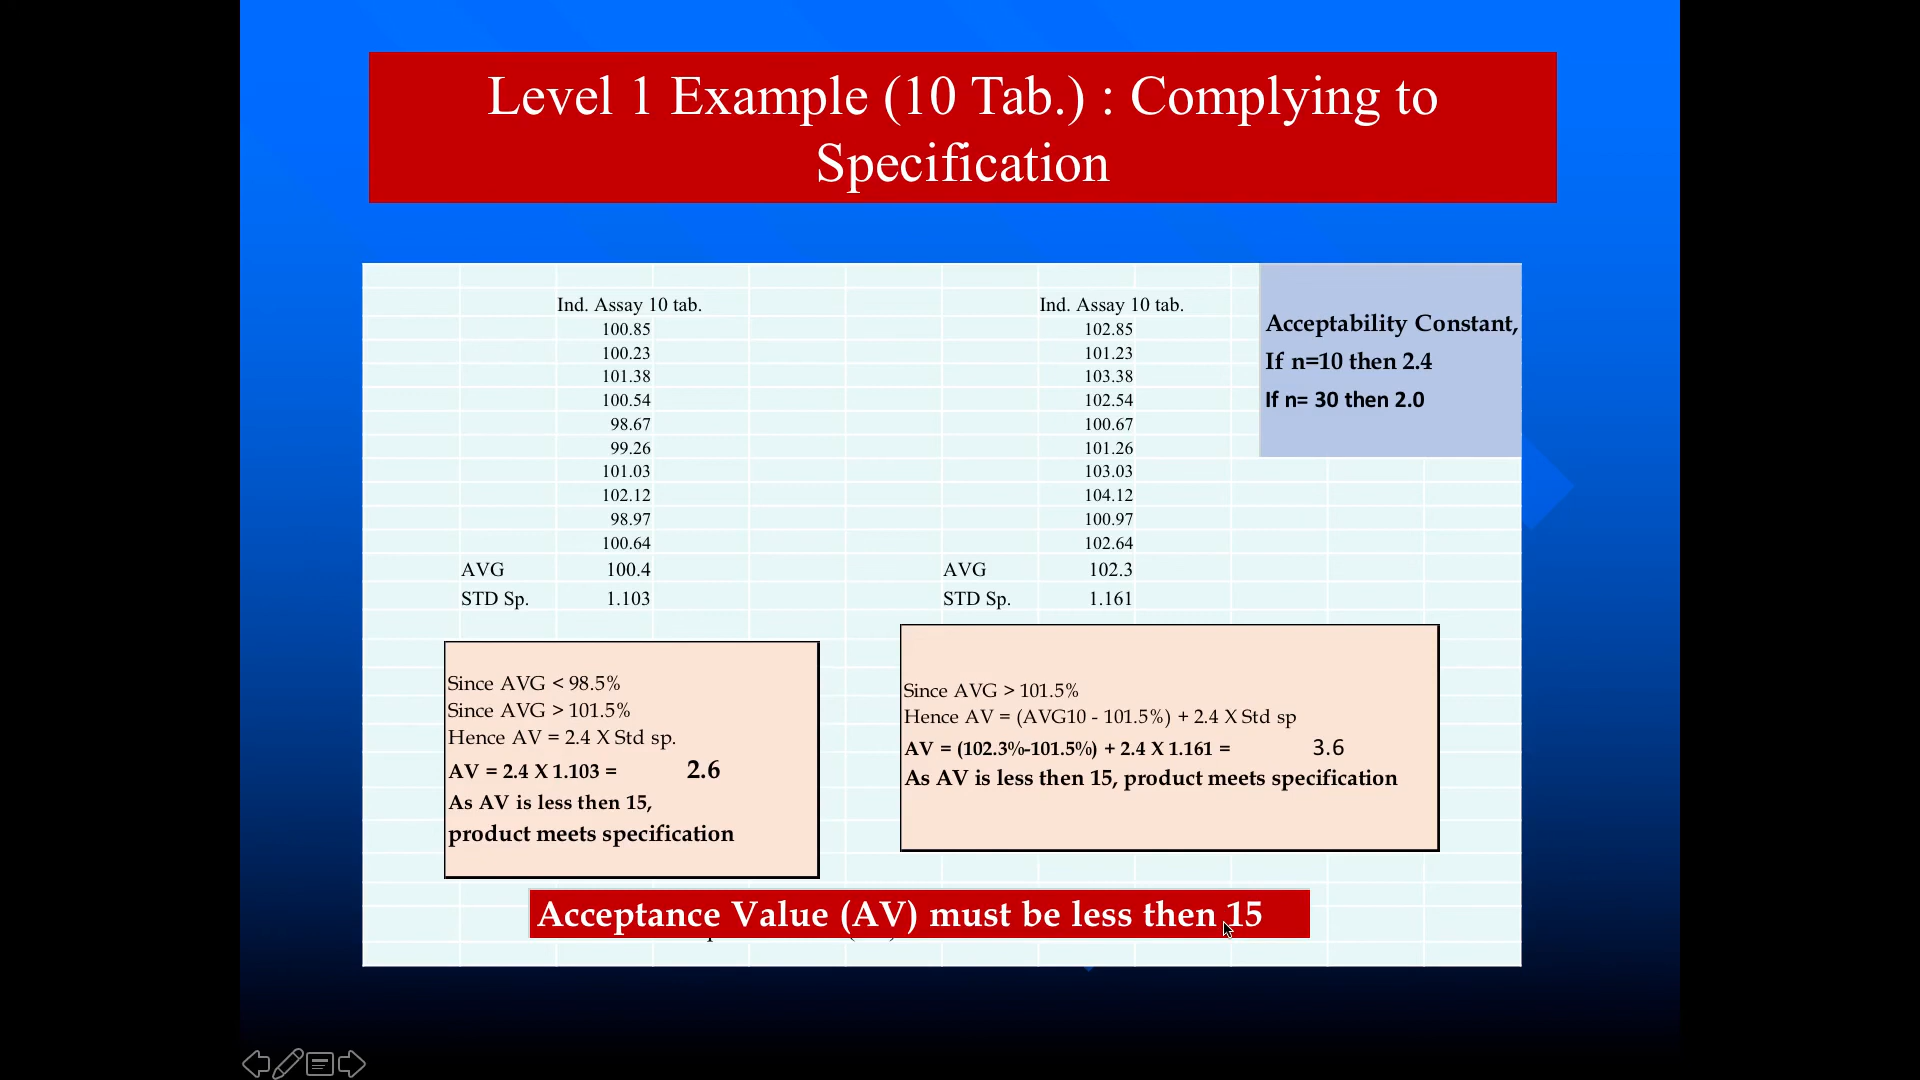 Level 1 Example (10 Tab.) : Complying to
Specification
Ind. Assay 10 tab.
100.85
100.23
101.38
100.54
98.67
99.26
101.03
102.12
98.97
100.64
AVG 100.4
STD Sp. 1.103
Ind. Assay 10 tab.
102.85
101.23
103.38
102.54
100.67
101.26
103.03
104.12
100.97
102.64
AVG 102.3
STD Sp. 1.161
Acceptability Constant,
If n=10 then 2.4
If n= 30 then 2.0
Since AVG < 98.5%
Since AVG > 101.5%
Hence AV = 2.4 X Std sp.
AV = 2.4 X 1.103 = 2.6
As AV is less then 15,
product meets specification
Since AVG > 101.5%
Hence AV = (AVG10 - 101.5%) + 2.4 X Std sp
AV = (102.3%-101.5%) + 2.4 X 1.161 = 3.6
As AV is less then 15, product meets specification
Acceptance Value (AV) must be less then 15